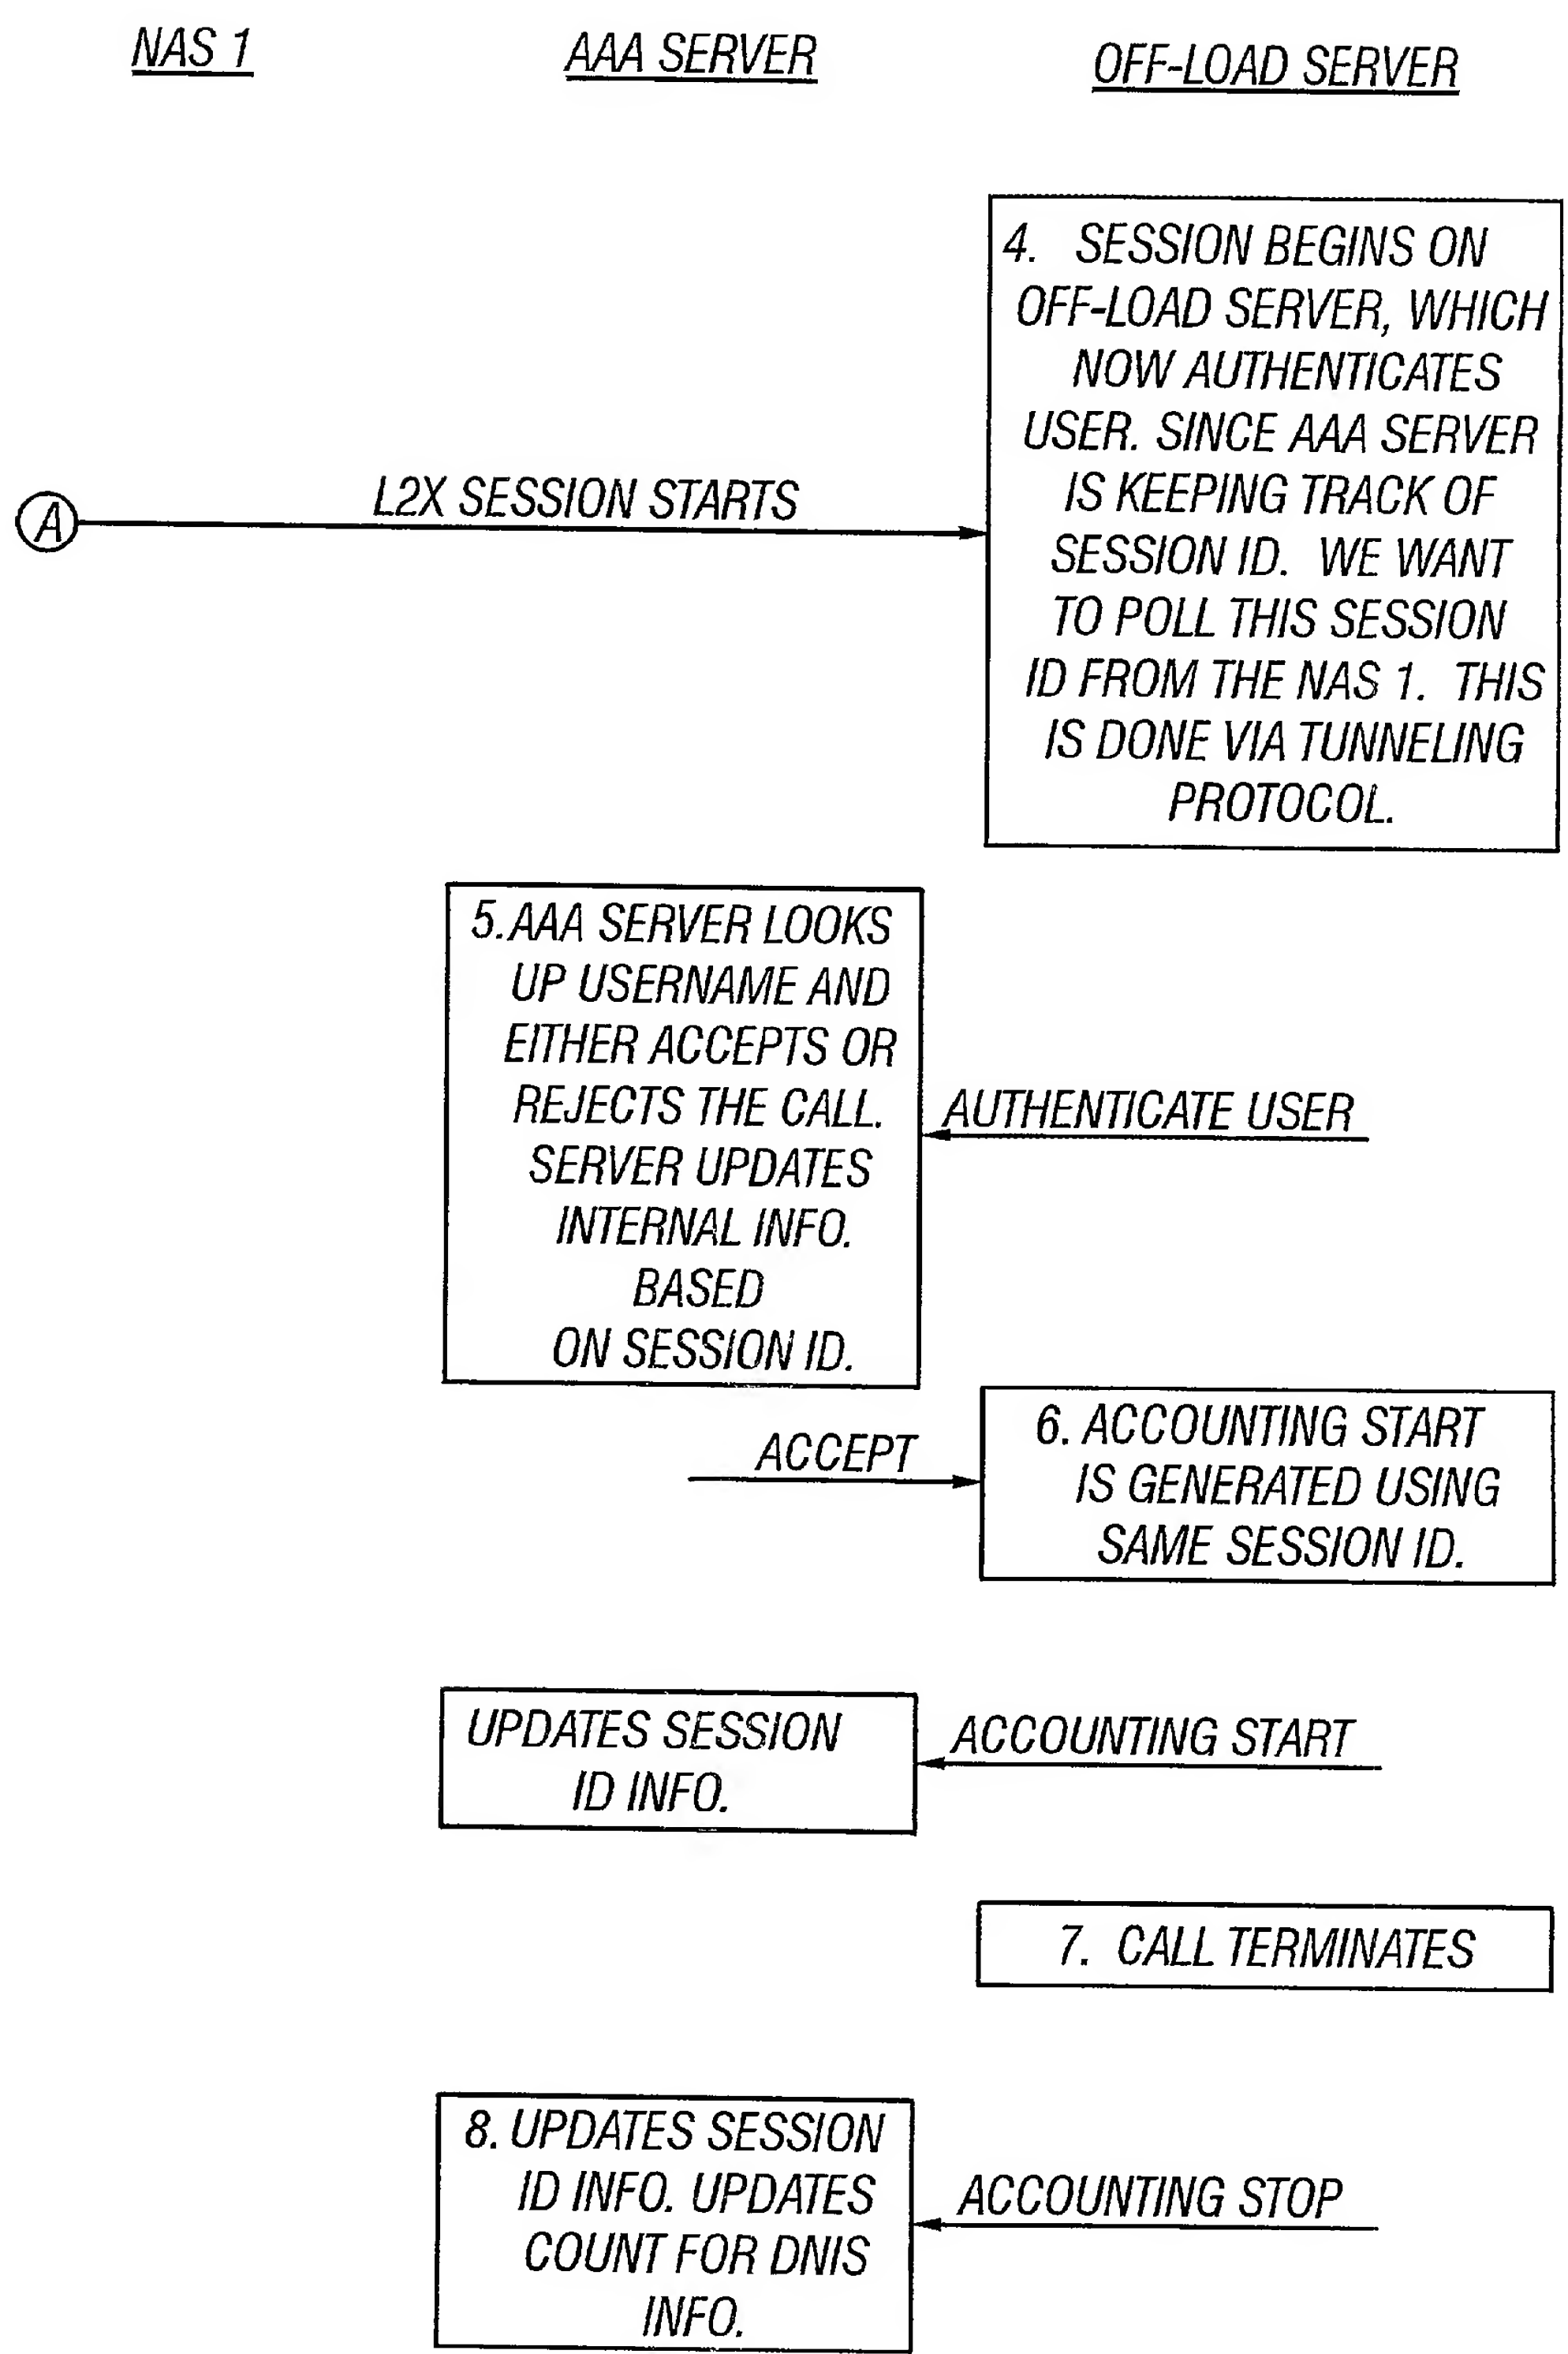 NAS 1
AAA SERVER
OFF-LOAD SERVER
4. SESSION BEGINS ON
OFF-LOAD SERVER, WHICH
NOW AUTHENTICATES
USER. SINCE AAA SERVER
IS KEEPING TRACK OF
SESSION ID. WE WANT
TO POLL THIS SESSION
ID FROM THE NAS 1. THIS
IS DONE VIA TUNNELING
PROTOCOL.
A
L2X SESSION STARTS
5. AAA SERVER LOOKS
UP USERNAME AND
EITHER ACCEPTS OR
REJECTS THE CALL.
SERVER UPDATES
INTERNAL INFO.
BASED
ON SESSION ID.
AUTHENTICATE USER
ACCEPT
6. ACCOUNTING START
IS GENERATED USING
SAME SESSION ID.
UPDATES SESSION
ID INFO.
ACCOUNTING START
7. CALL TERMINATES
8. UPDATES SESSION
ID INFO. UPDATES
COUNT FOR DNIS
INFO.
ACCOUNTING STOP